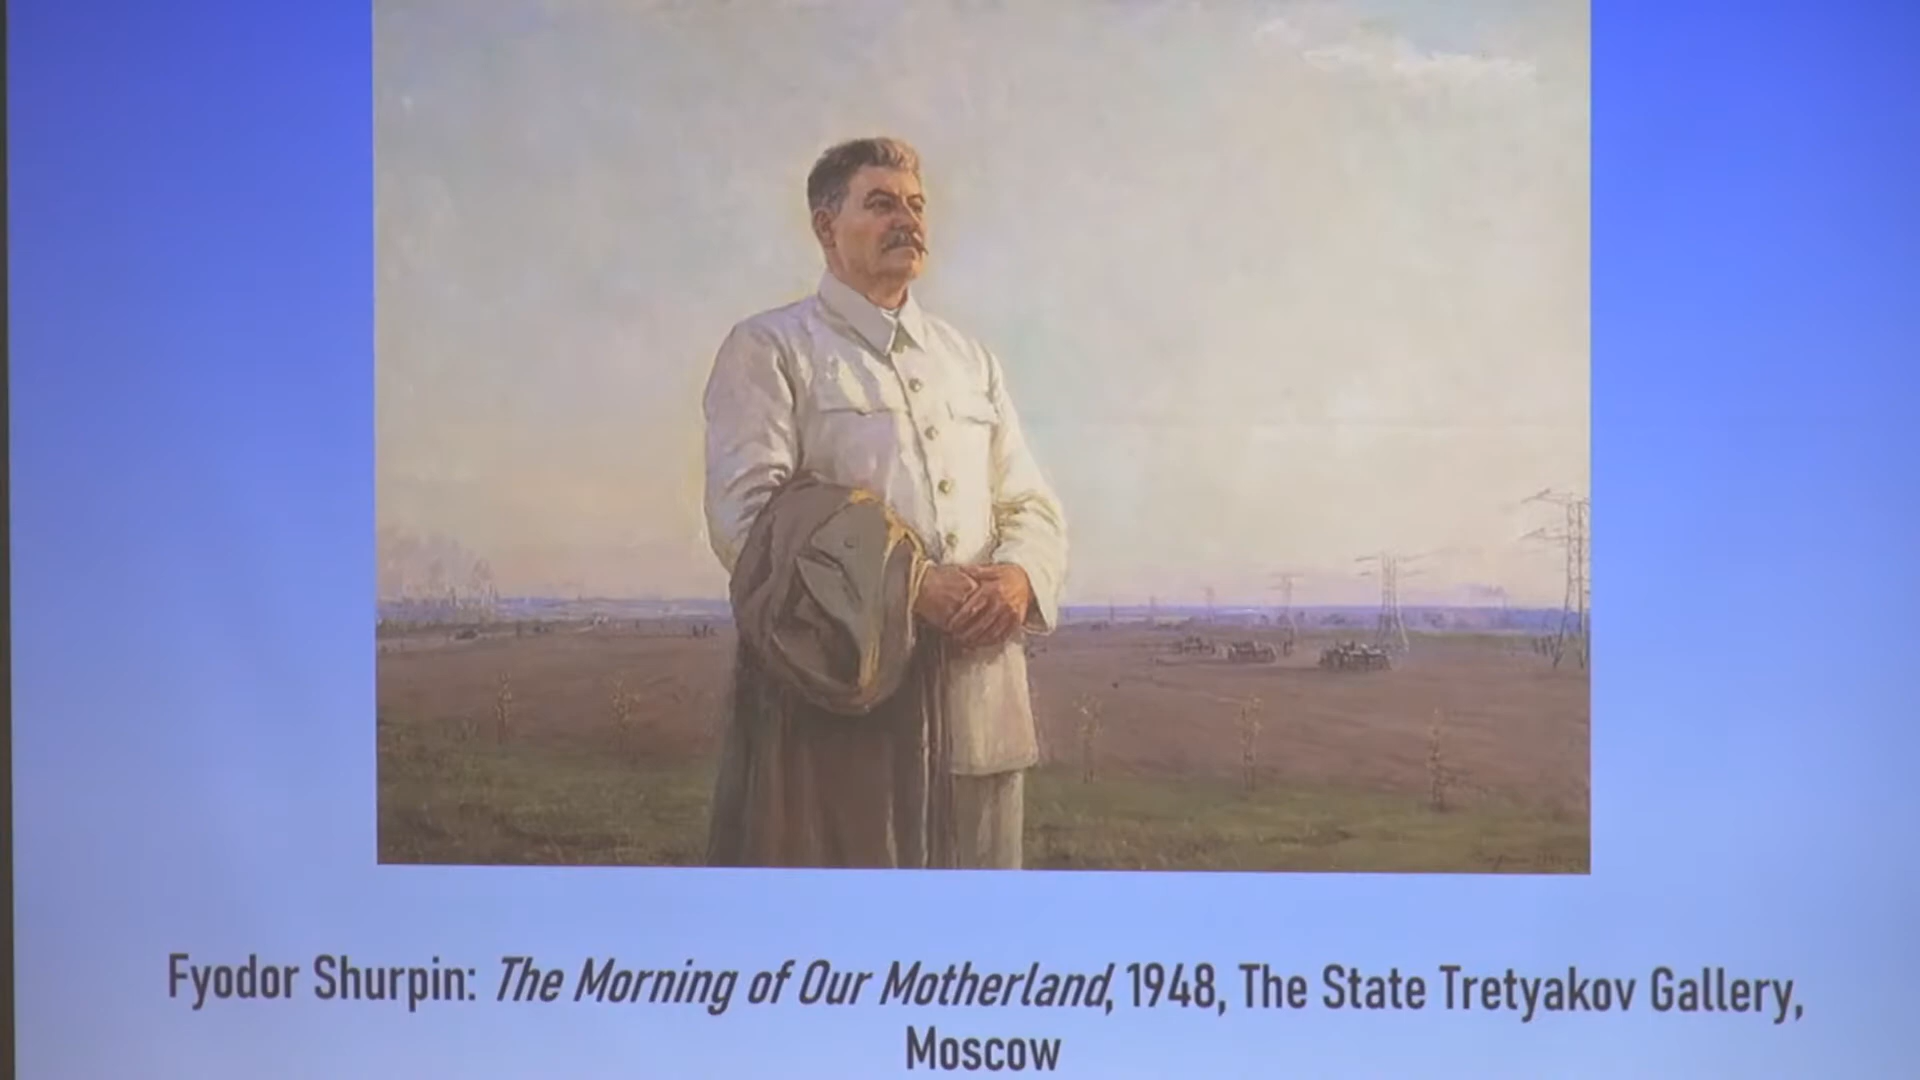 Fyodor Shurpin: The Morning of Our Motherland, 1948, The State Tretyakov Gallery,
Moscow